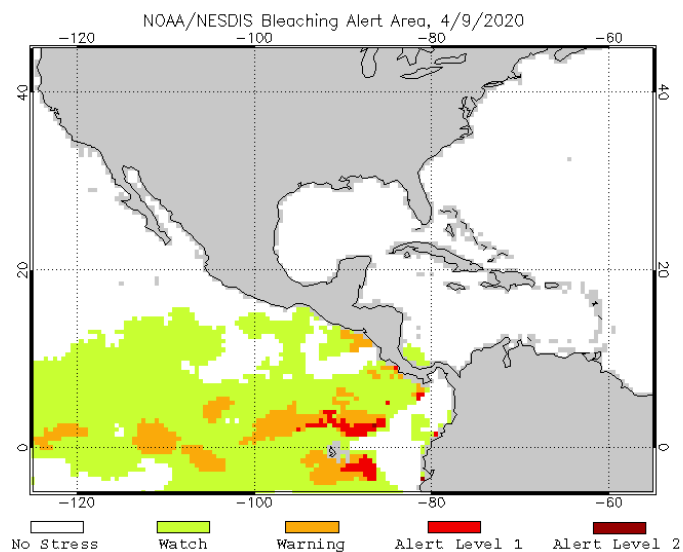 NOAA/NESDIS Bleaching Alert Area, 4/9/2020
-120 -100 -80 -60
40 40
20 20
0 0
-120 -100 -80 -60
No Stress Watch Warning Alert Level 1 Alert Level 2